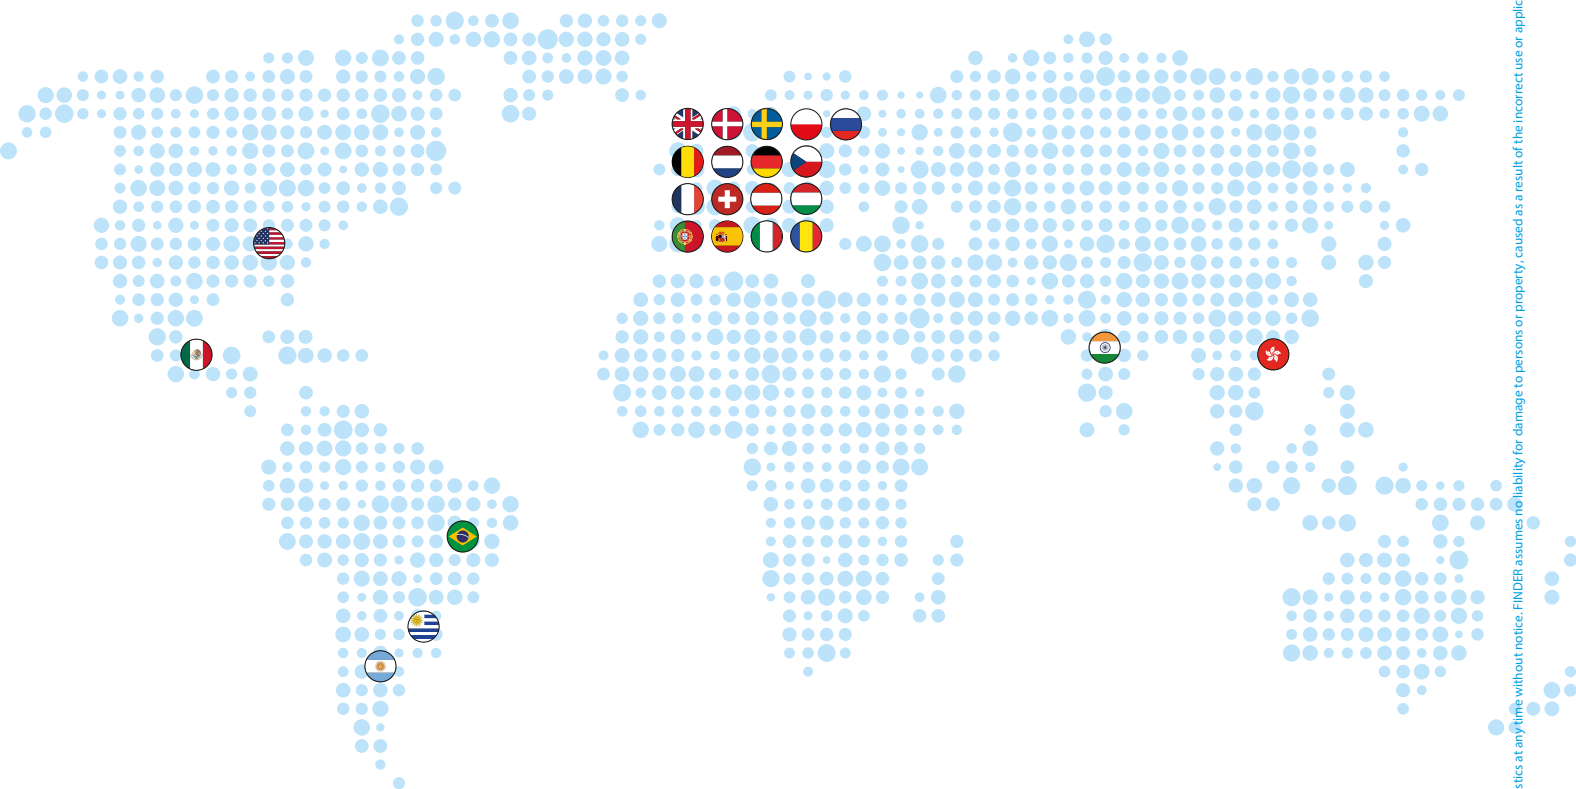 stics at any time without notice. FINDER assumes no liability for damage to persons or property, caused as a result of the incorrect use or applic